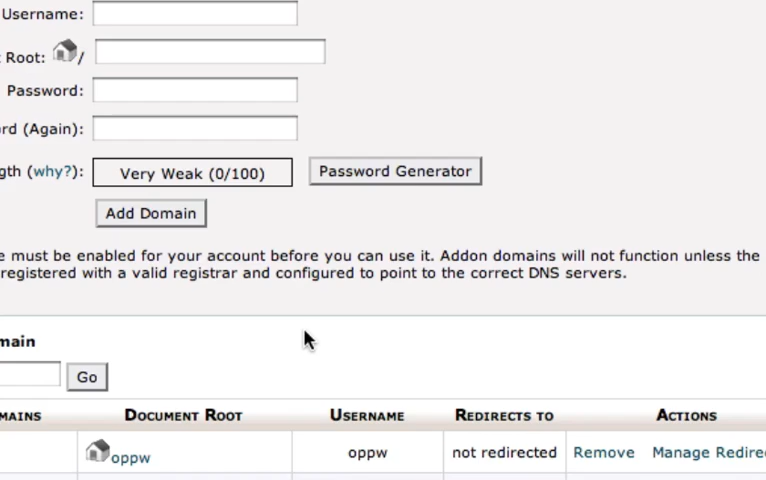 Username:
Root: /
Password:
rd (Again):
gth (why?):
Very Weak (0/100)
Password Generator
Add Domain
e must be enabled for your account before you can use it. Addon domains will not function unless the
registered with a valid registrar and configured to point to the correct DNS servers.
main
Go
MAINS DOCUMENT ROOT USERNAME REDIRECTS TO ACTIONS
oppw oppw not redirected Remove Manage Redirec